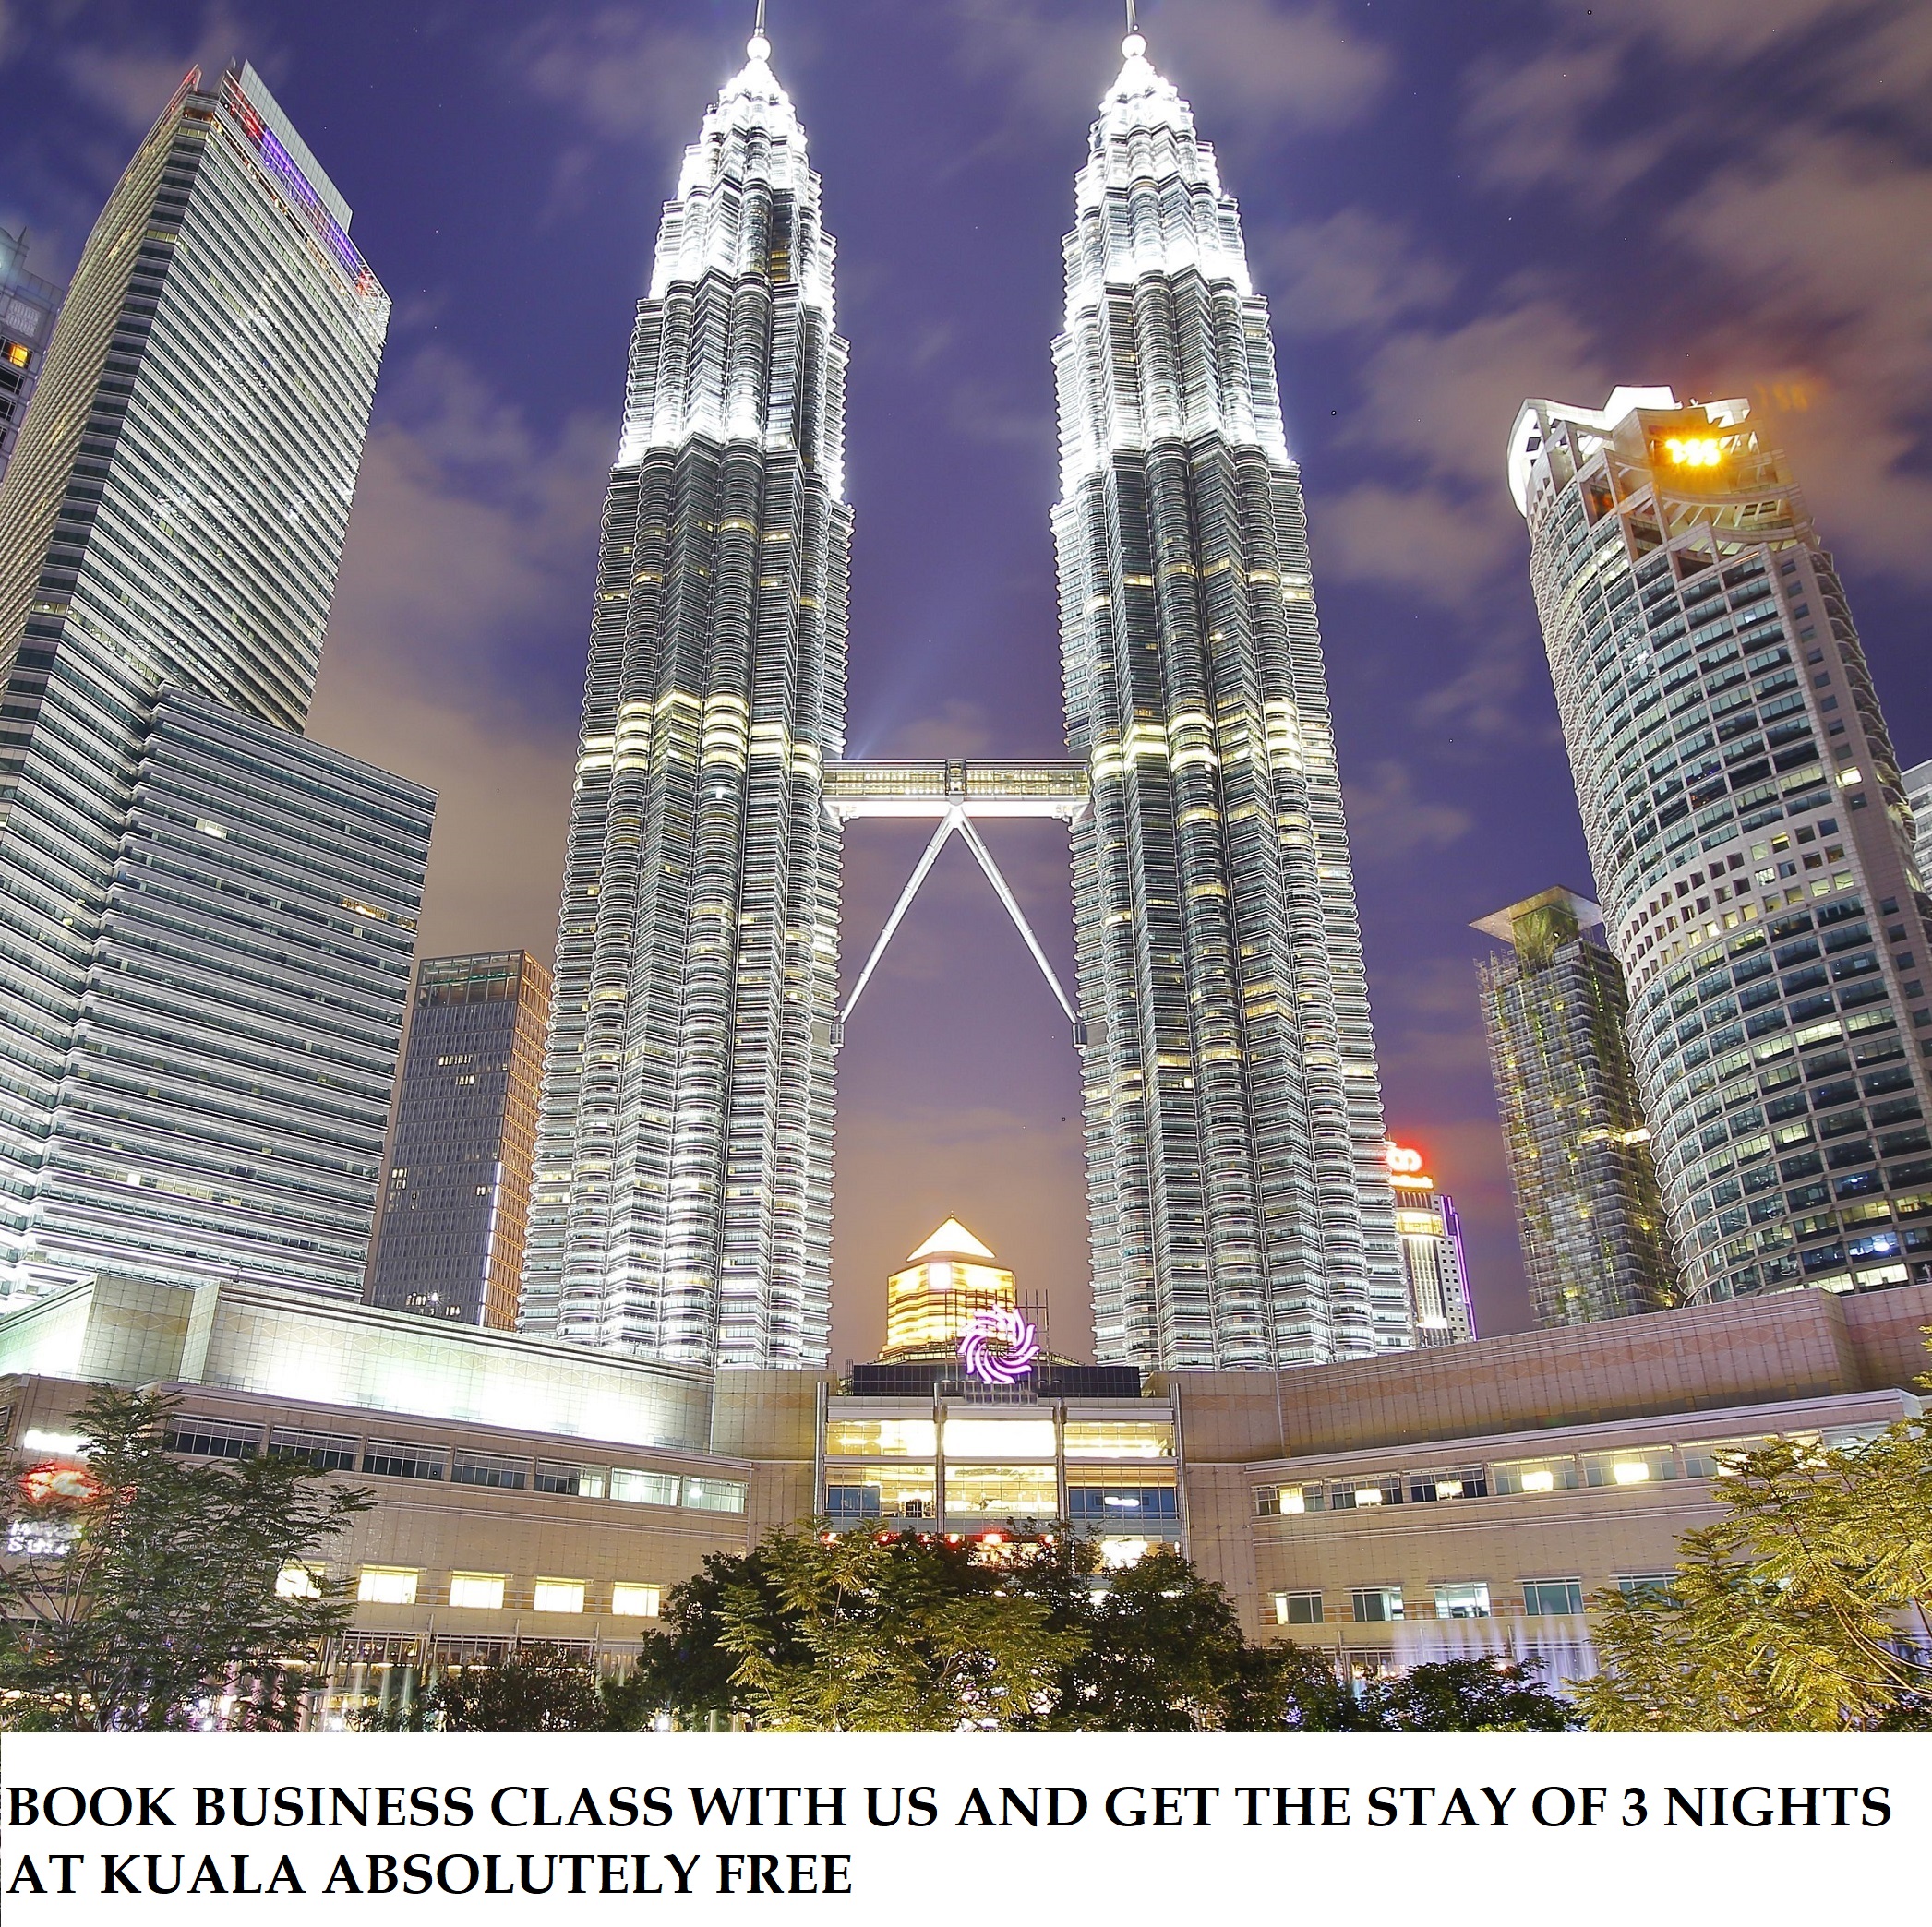 BOOK BUSINESS CLASS WITH US AND GET THE STAY OF 3 NIGHTS
AT KUALA ABSOLUTELY FREE